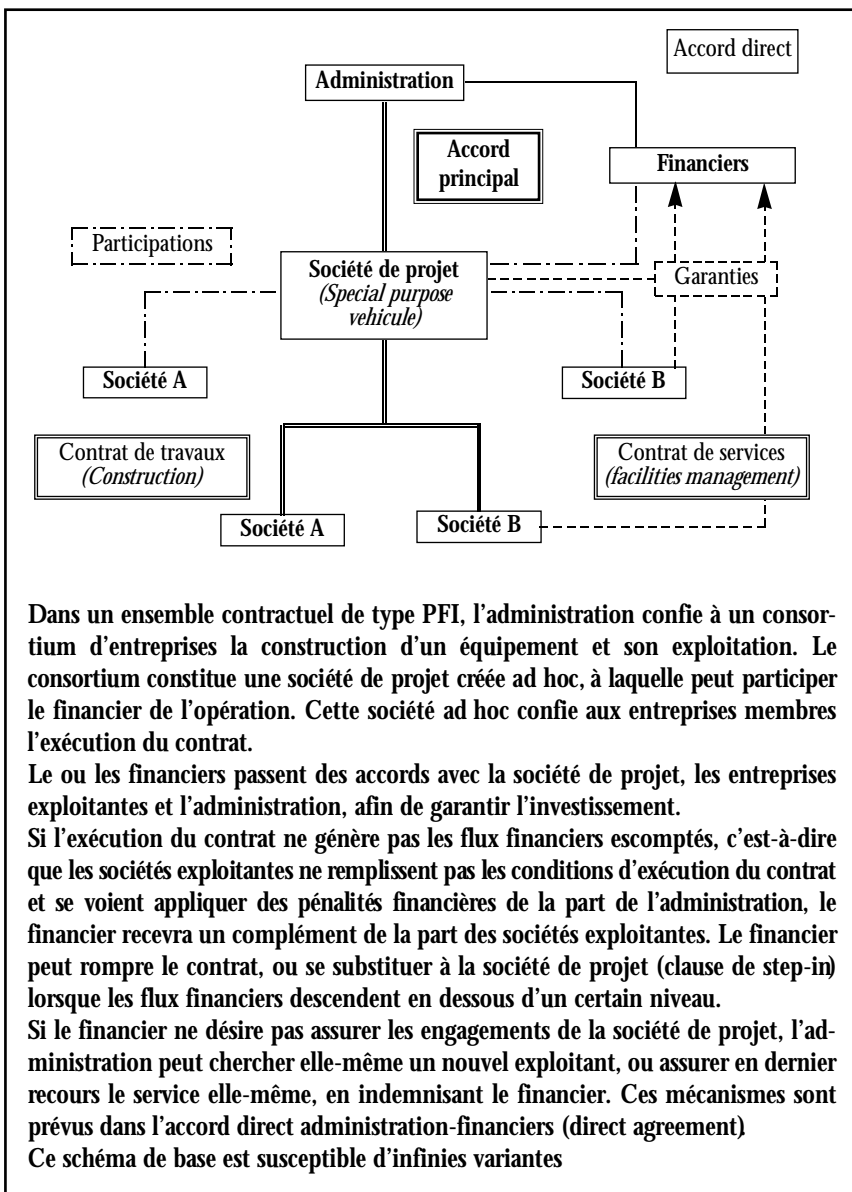 Accord direct
Administration
Accord
principal
Financiers
Participations
Société de projet
(Special purpose
vehicule)
Garanties
Société A
Société B
Contrat de travaux
(Construction)
Contrat de services
(facilities management)
Société A
Société B
Dans un ensemble contractuel de type PFI, l'administration confie à un consor-
tium d'entreprises la construction d'un équipement et son exploitation. Le
consortium constitue une société de projet créée ad hoc, à laquelle peut participer
le financier de l'opération. Cette société ad hoc confie aux entreprises membres
l'exécution du contrat.
Le ou les financiers passent des accords avec la société de projet, les entreprises
exploitantes et l'administration, afin de garantir l'investissement.
Si l'exécution du contrat ne génère pas les flux financiers escomptés, c'est-à-dire
que les sociétés exploitantes ne remplissent pas les conditions d'exécution du contrat
et se voient appliquer des pénalités financières de la part de l'administration, le
financier recevra un complément de la part des sociétés exploitantes. Le financier
peut rompre le contrat, ou se substituer à la société de projet (clause de step-in)
lorsque les flux financiers descendent en dessous d'un certain niveau.
Si le financier ne désire pas assurer les engagements de la société de projet, l'ad-
ministration peut chercher elle-même un nouvel exploitant, ou assurer en dernier
recours le service elle-même, en indemnisant le financier. Ces mécanismes sont
prévus dans l'accord direct administration-financiers (direct agreement).
Ce schéma de base est susceptible d'infinies variantes